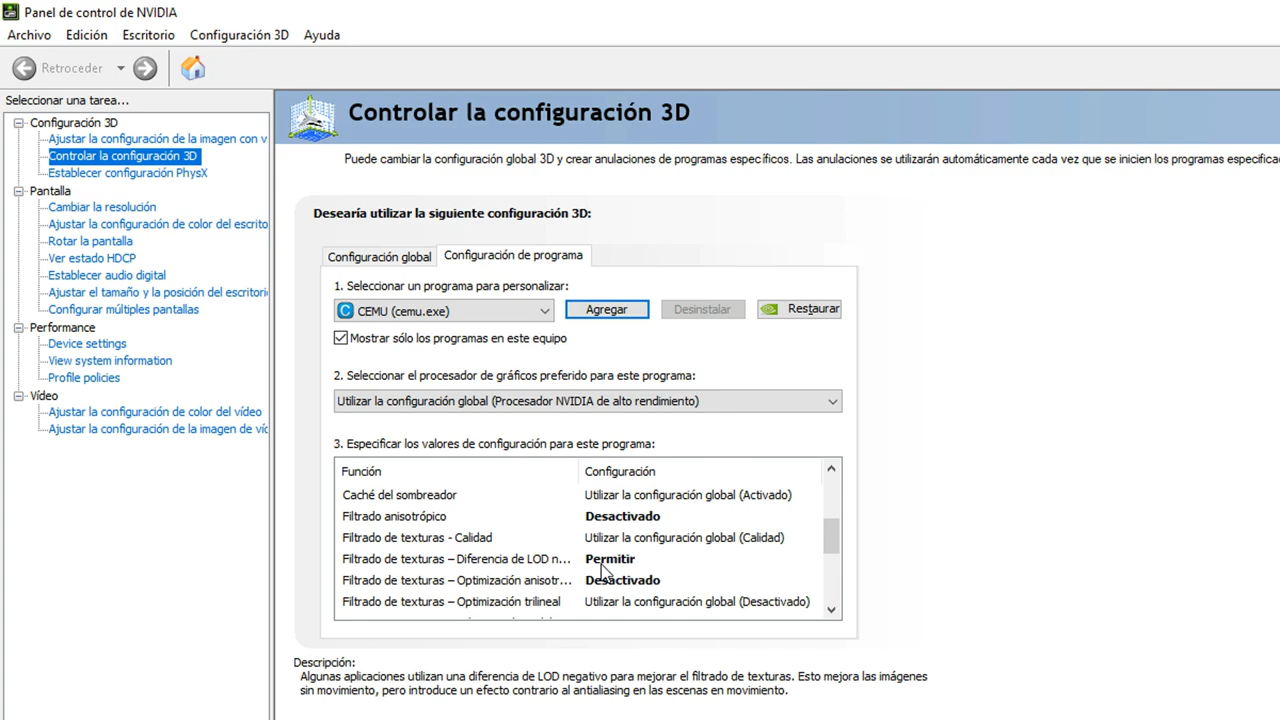 Panel de control de NVIDIA
Archivo Edición Escritorio Configuración 3D Ayuda
Retroceder
Seleccionar una tarea...
Configuración 3D
Ajustar la configuración de la imagen con v
Controlar la configuración 3D
Establecer configuración PhysX
Pantalla
Cambiar la resolución
Ajustar la configuración de color del escrito
Rotar la pantalla
Ver estado HDCP
Establecer audio digital
Ajustar el tamaño y la posición del escritori
Configurar múltiples pantallas
Performance
Device settings
View system information
Profile policies
Vídeo
Ajustar la configuración de color del vídeo
Ajustar la configuración de la imagen de víd
Controlar la configuración 3D
Puede cambiar la configuración global 3D y crear anulaciones de programas específicos. Las anulaciones se utilizarán automáticamente cada vez que se inicien los programas especifica
Desearía utilizar la siguiente configuración 3D:
Configuración global Configuración de programa
1. Seleccionar un programa para personalizar:
CEMU (cemu.exe) Agregar Desinstalar Restaurar
Mostrar sólo los programas en este equipo
2. Seleccionar el procesador de gráficos preferido para este programa:
Utilizar la configuración global (Procesador NVIDIA de alto rendimiento)
3. Especificar los valores de configuración para este programa:
Función Configuración
Caché del sombreador Utilizar la configuración global (Activado)
Filtrado anisotrópico Desactivado
Filtrado de texturas - Calidad Utilizar la configuración global (Calidad)
Filtrado de texturas – Diferencia de LOD n... Permitir
Filtrado de texturas – Optimización anisotr... Desactivado
Filtrado de texturas – Optimización trilineal Utilizar la configuración global (Desactivado)
Descripción:
Algunas aplicaciones utilizan una diferencia de LOD negativo para mejorar el filtrado de texturas. Esto mejora las imágenes
sin movimiento, pero introduce un efecto contrario al antialiasing en las escenas en movimiento.